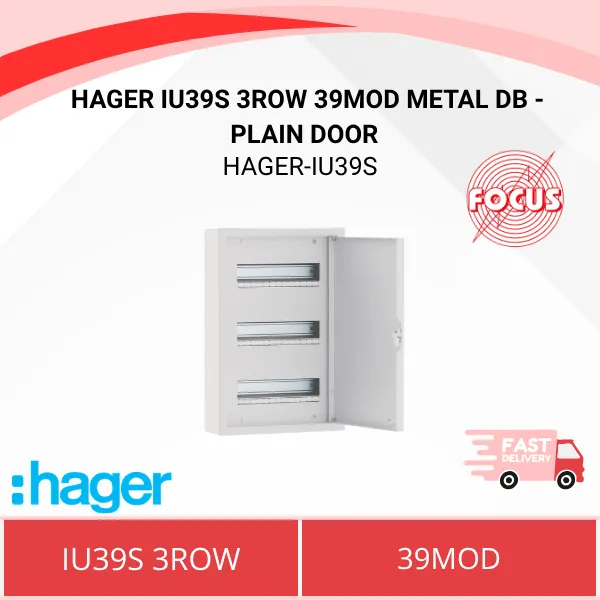 HAGER IU39S 3ROW 39MOD METAL DB -
PLAIN DOOR
HAGER-IU39S
FOCUS
FAST
DELIVERY
:hager
IU39S 3ROW
39MOD